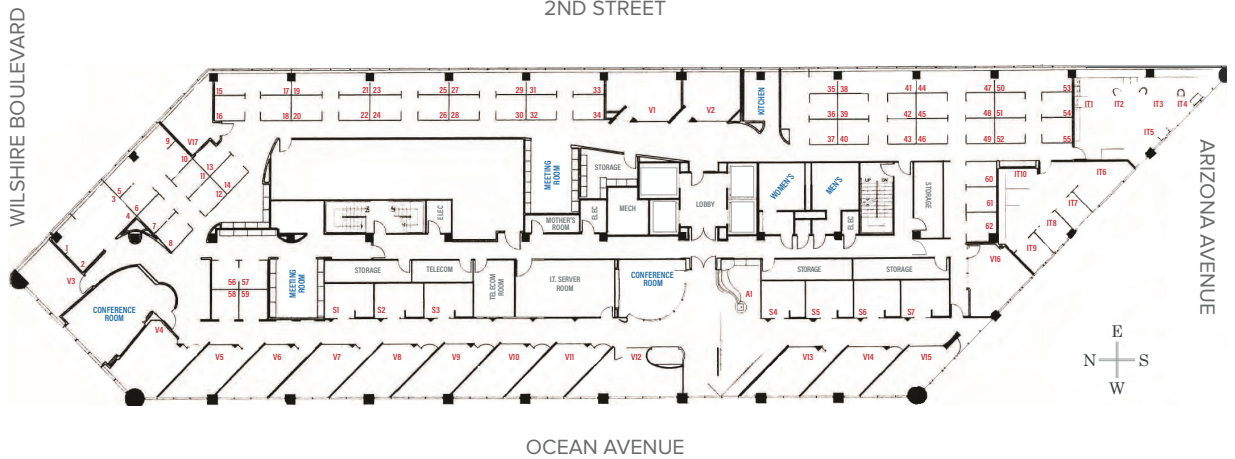 2ND STREET
WILSHIRE BOULEVARD
ARIZONA AVENUE
OCEAN AVENUE
15
17 19
21 23
25 27
29 31
33
V1
V2
KITCHEN
35 38
41 44
47 50
53
IT1
IT2
IT3
IT4
16
18 20
22 24
26 28
30 32
34
36 39
42 45
48 51
54
IT5
37 40
43 46
49 52
55
9
V17
10
13
11
14
12
5
3
6
4
7
8
1
2
V3
MEETING
ROOM
STORAGE
MECH
ELEC
MOTHER'S
ROOM
LOBBY
WOMEN'S
MEN'S
UP
DN
ELEC
STORAGE
60
61
62
IT10
IT6
IT7
IT8
IT9
V16
ELEC
CONFERENCE
ROOM
V4
56 57
58 59
MEETING
ROOM
STORAGE
TELECOM
TELECOM
ROOM
I.T. SERVER
ROOM
CONFERENCE
ROOM
A1
STORAGE
STORAGE
S1
S2
S3
S4
S5
S6
S7
V5
V6
V7
V8
V9
V10
V11
V12
V13
V14
V15
E
N S
W